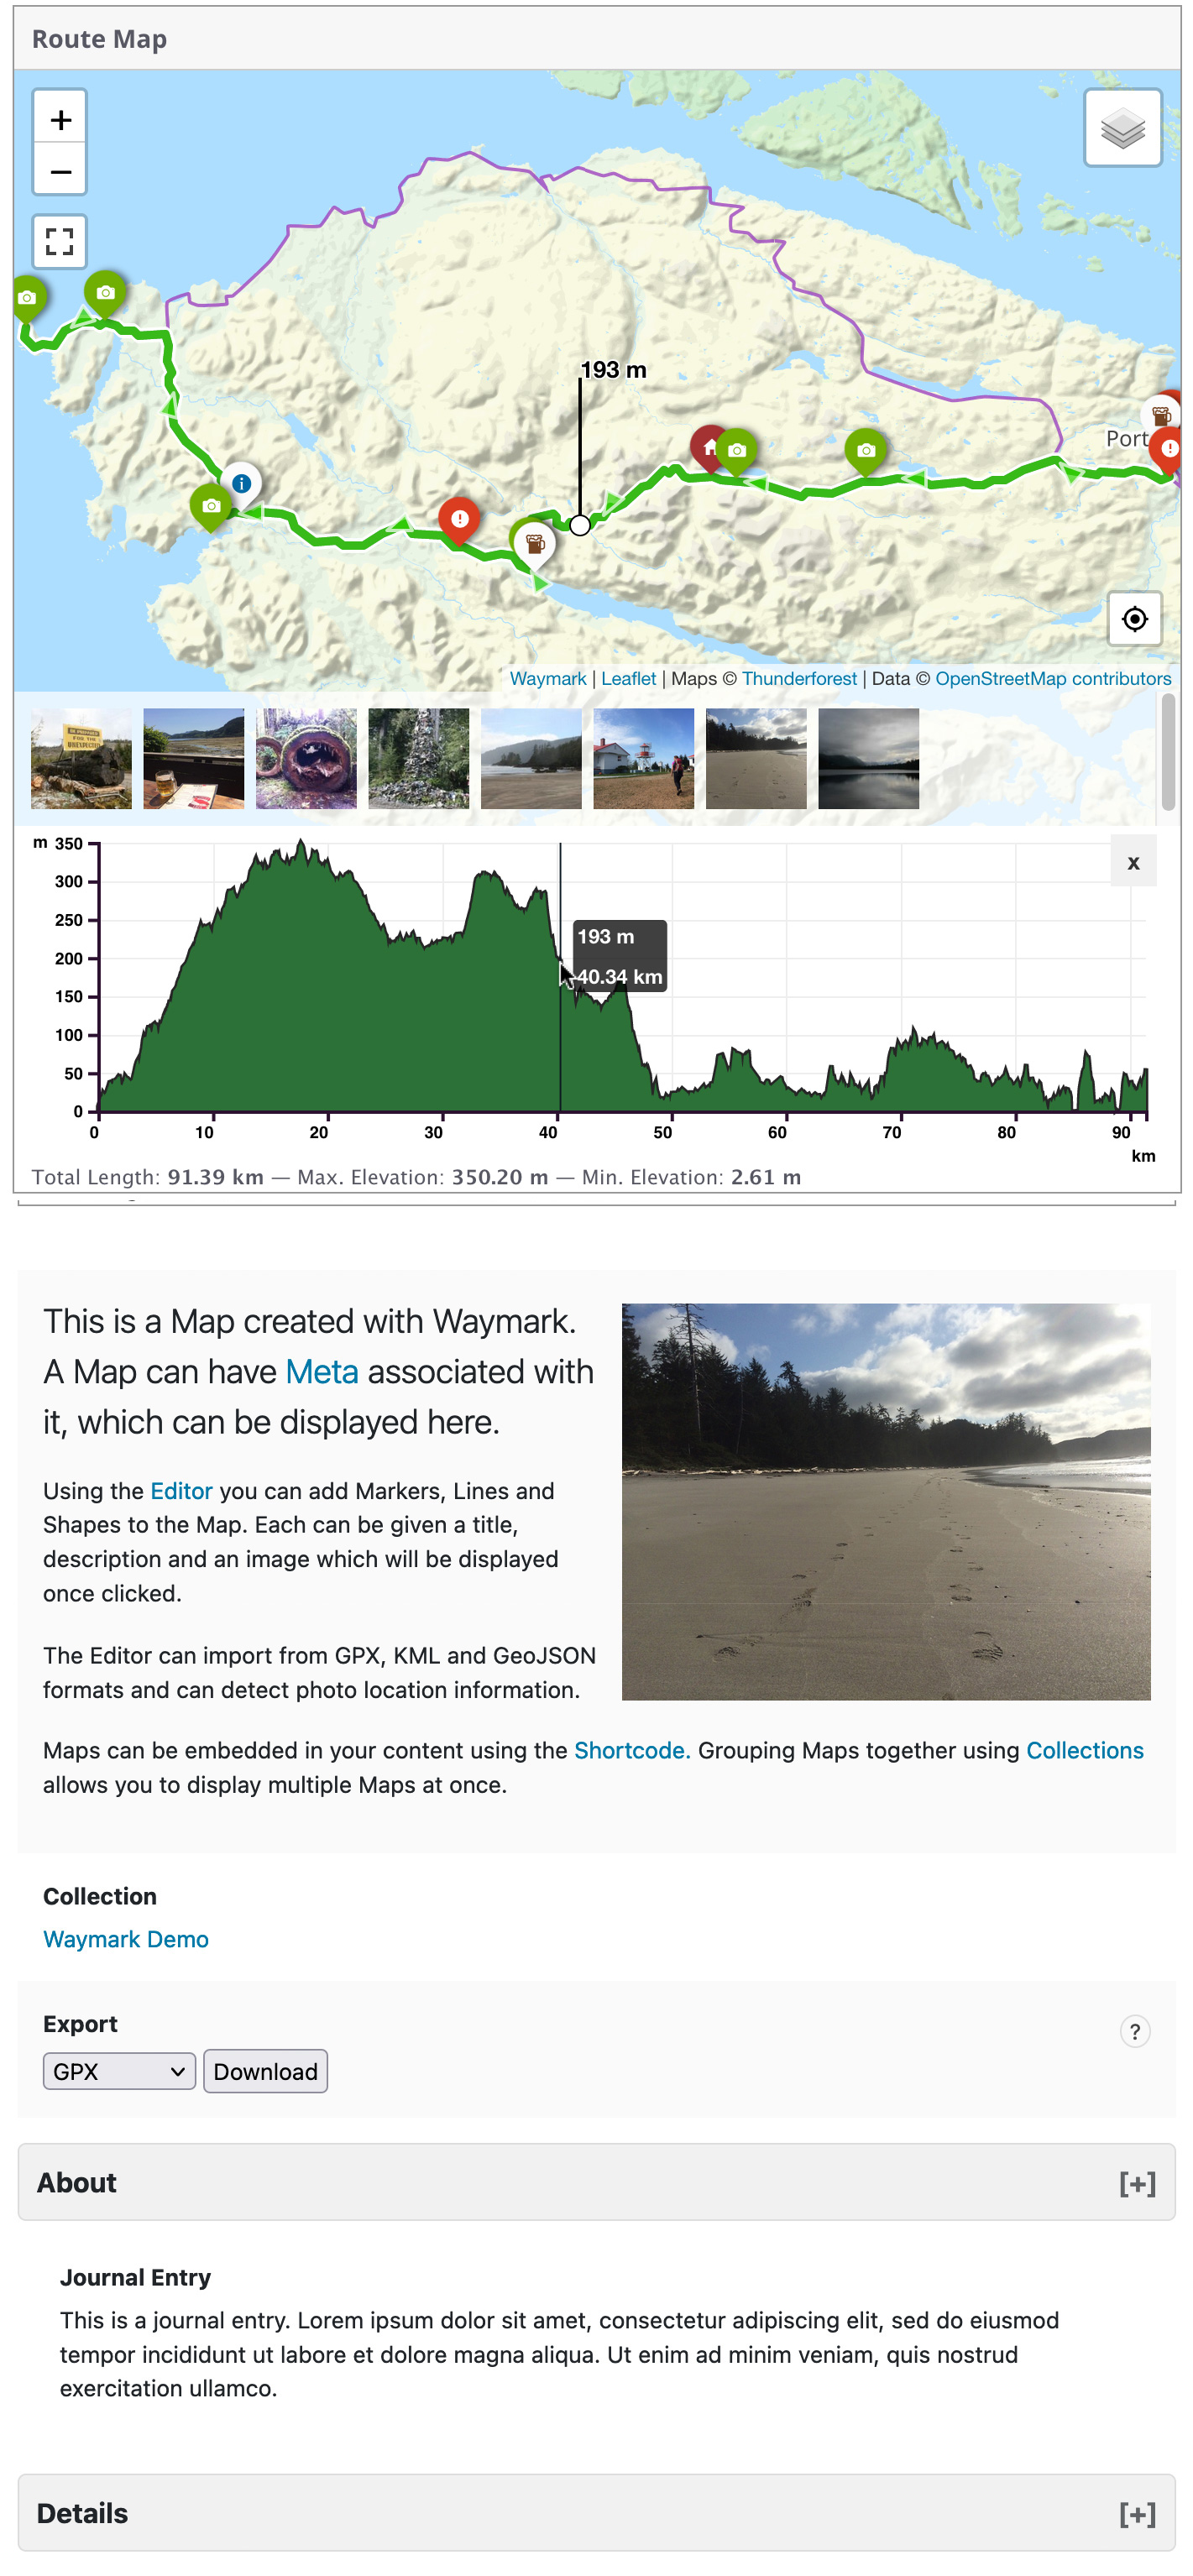 Route Map
+
−
193 m
Port
Waymark | Leaflet | Maps © Thunderforest | Data © OpenStreetMap contributors
m 350
300
250
200
150
100
50
0
x
193 m
40.34 km
0 10 20 30 40 50 60 70 80 90
km
Total Length: 91.39 km — Max. Elevation: 350.20 m — Min. Elevation: 2.61 m
This is a Map created with Waymark.
A Map can have Meta associated with
it, which can be displayed here.
Using the Editor you can add Markers, Lines and
Shapes to the Map. Each can be given a title,
description and an image which will be displayed
once clicked.
The Editor can import from GPX, KML and GeoJSON
formats and can detect photo location information.
Maps can be embedded in your content using the Shortcode. Grouping Maps together using Collections
allows you to display multiple Maps at once.
Collection
Waymark Demo
Export
?
GPX
Download
About
[+]
Journal Entry
This is a journal entry. Lorem ipsum dolor sit amet, consectetur adipiscing elit, sed do eiusmod
tempor incididunt ut labore et dolore magna aliqua. Ut enim ad minim veniam, quis nostrud
exercitation ullamco.
Details
[+]